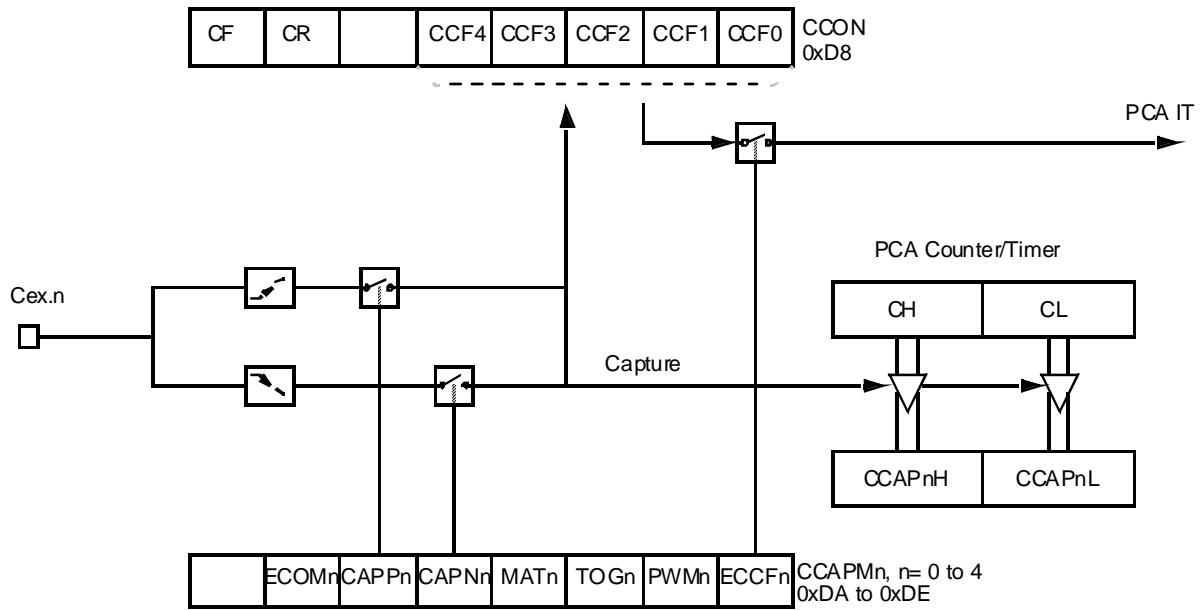 CF CR CCF4 CCF3 CCF2 CCF1 CCF0 CCON
0xD8
PCA IT
PCA Counter/Timer
Cex.n
CH CL
Capture
CCAPnH CCAPnL
ECOMn CAPPn CAPNn MATn TOGn PWMn ECCFn CCAPMn, n= 0 to 4
0xDA to 0xDE